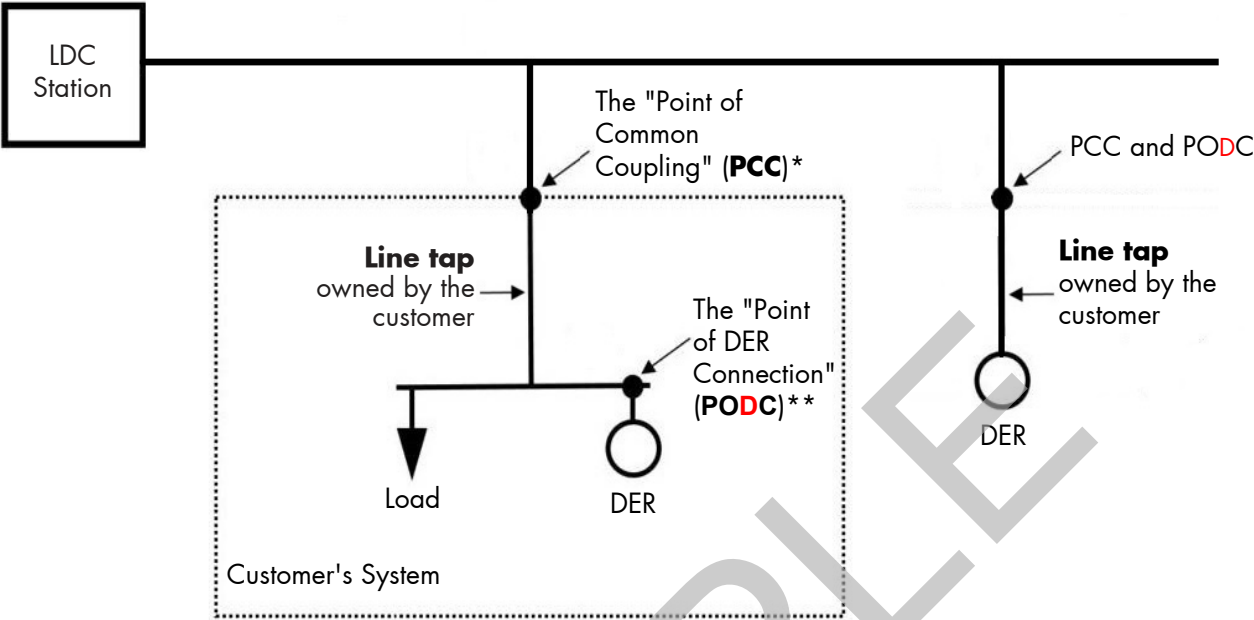 LDC
Station
The "Point of
Common
Coupling" (PCC)*
PCC and PODC
Line tap
owned by the
customer
Line tap
owned by the
customer
The "Point
of DER
Connection"
(PODC)**
Load
DER
DER
Customer's System
PLE